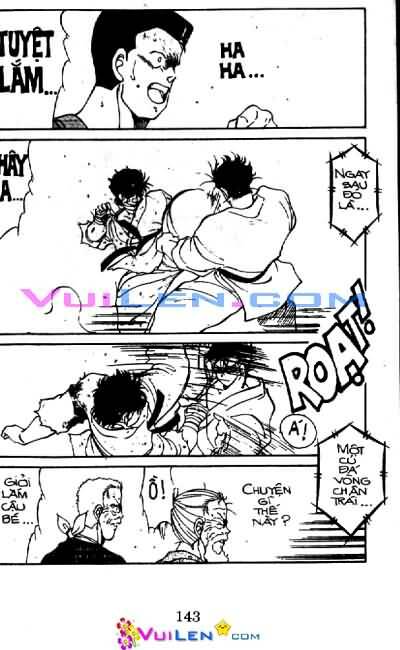 TUYỆT
LẮM...
HA
HA...
HÂY
A...
NGAY
SAU
ĐÓ
LÀ...
VUILEN.COM
ROẠT!
Á!
MỘT
CÚ
ĐÁ
VÒNG
CHÂN
TRÁI...
GIỎI
LẮM
CẬU
BÉ...
Ồ!
CHUYỆN
GÌ
THẾ
NÀY?
143
VUILEN.COM